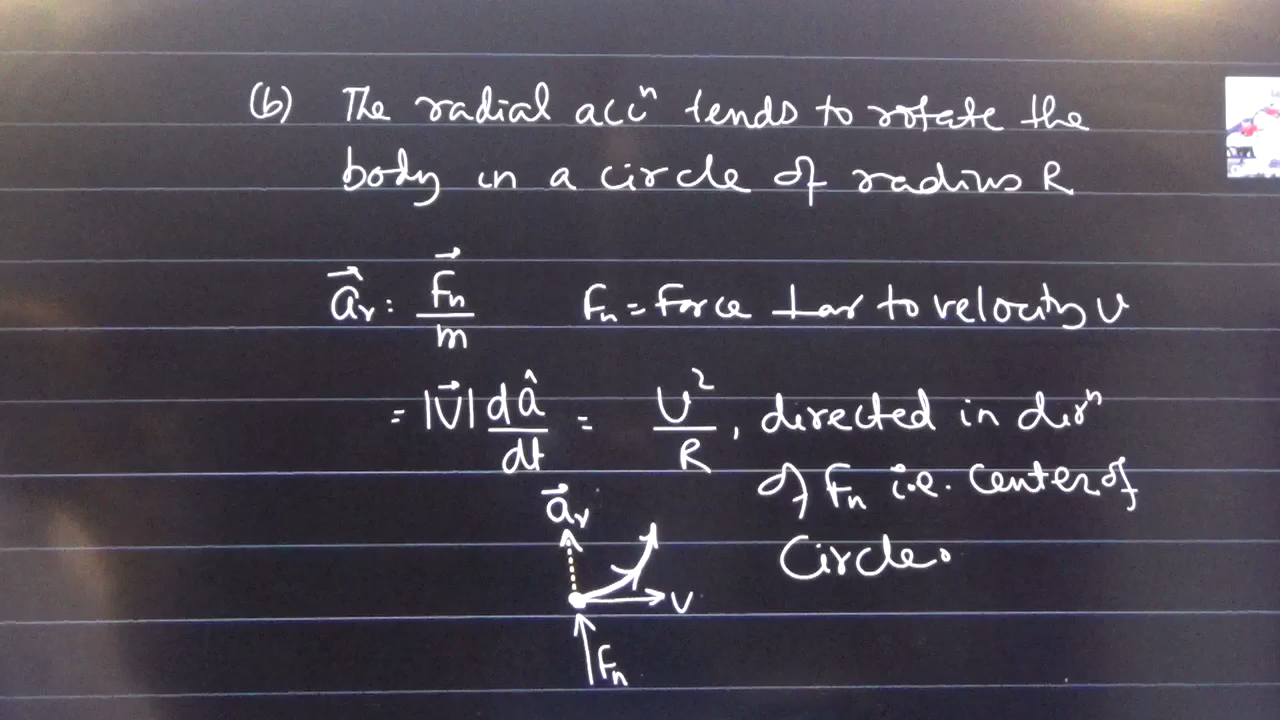 (b) The radial accⁿ tends to rotate the
body in a circle of radius R
a⃗ᵣ : F⃗ₙ/m   Fₙ = Force ⊥ar to velocity v
= |v⃗| dâ/dt = v²/R, directed in dirⁿ
of Fₙ i.e. center of
Circle.
a⃗ᵣ
v
Fₙ